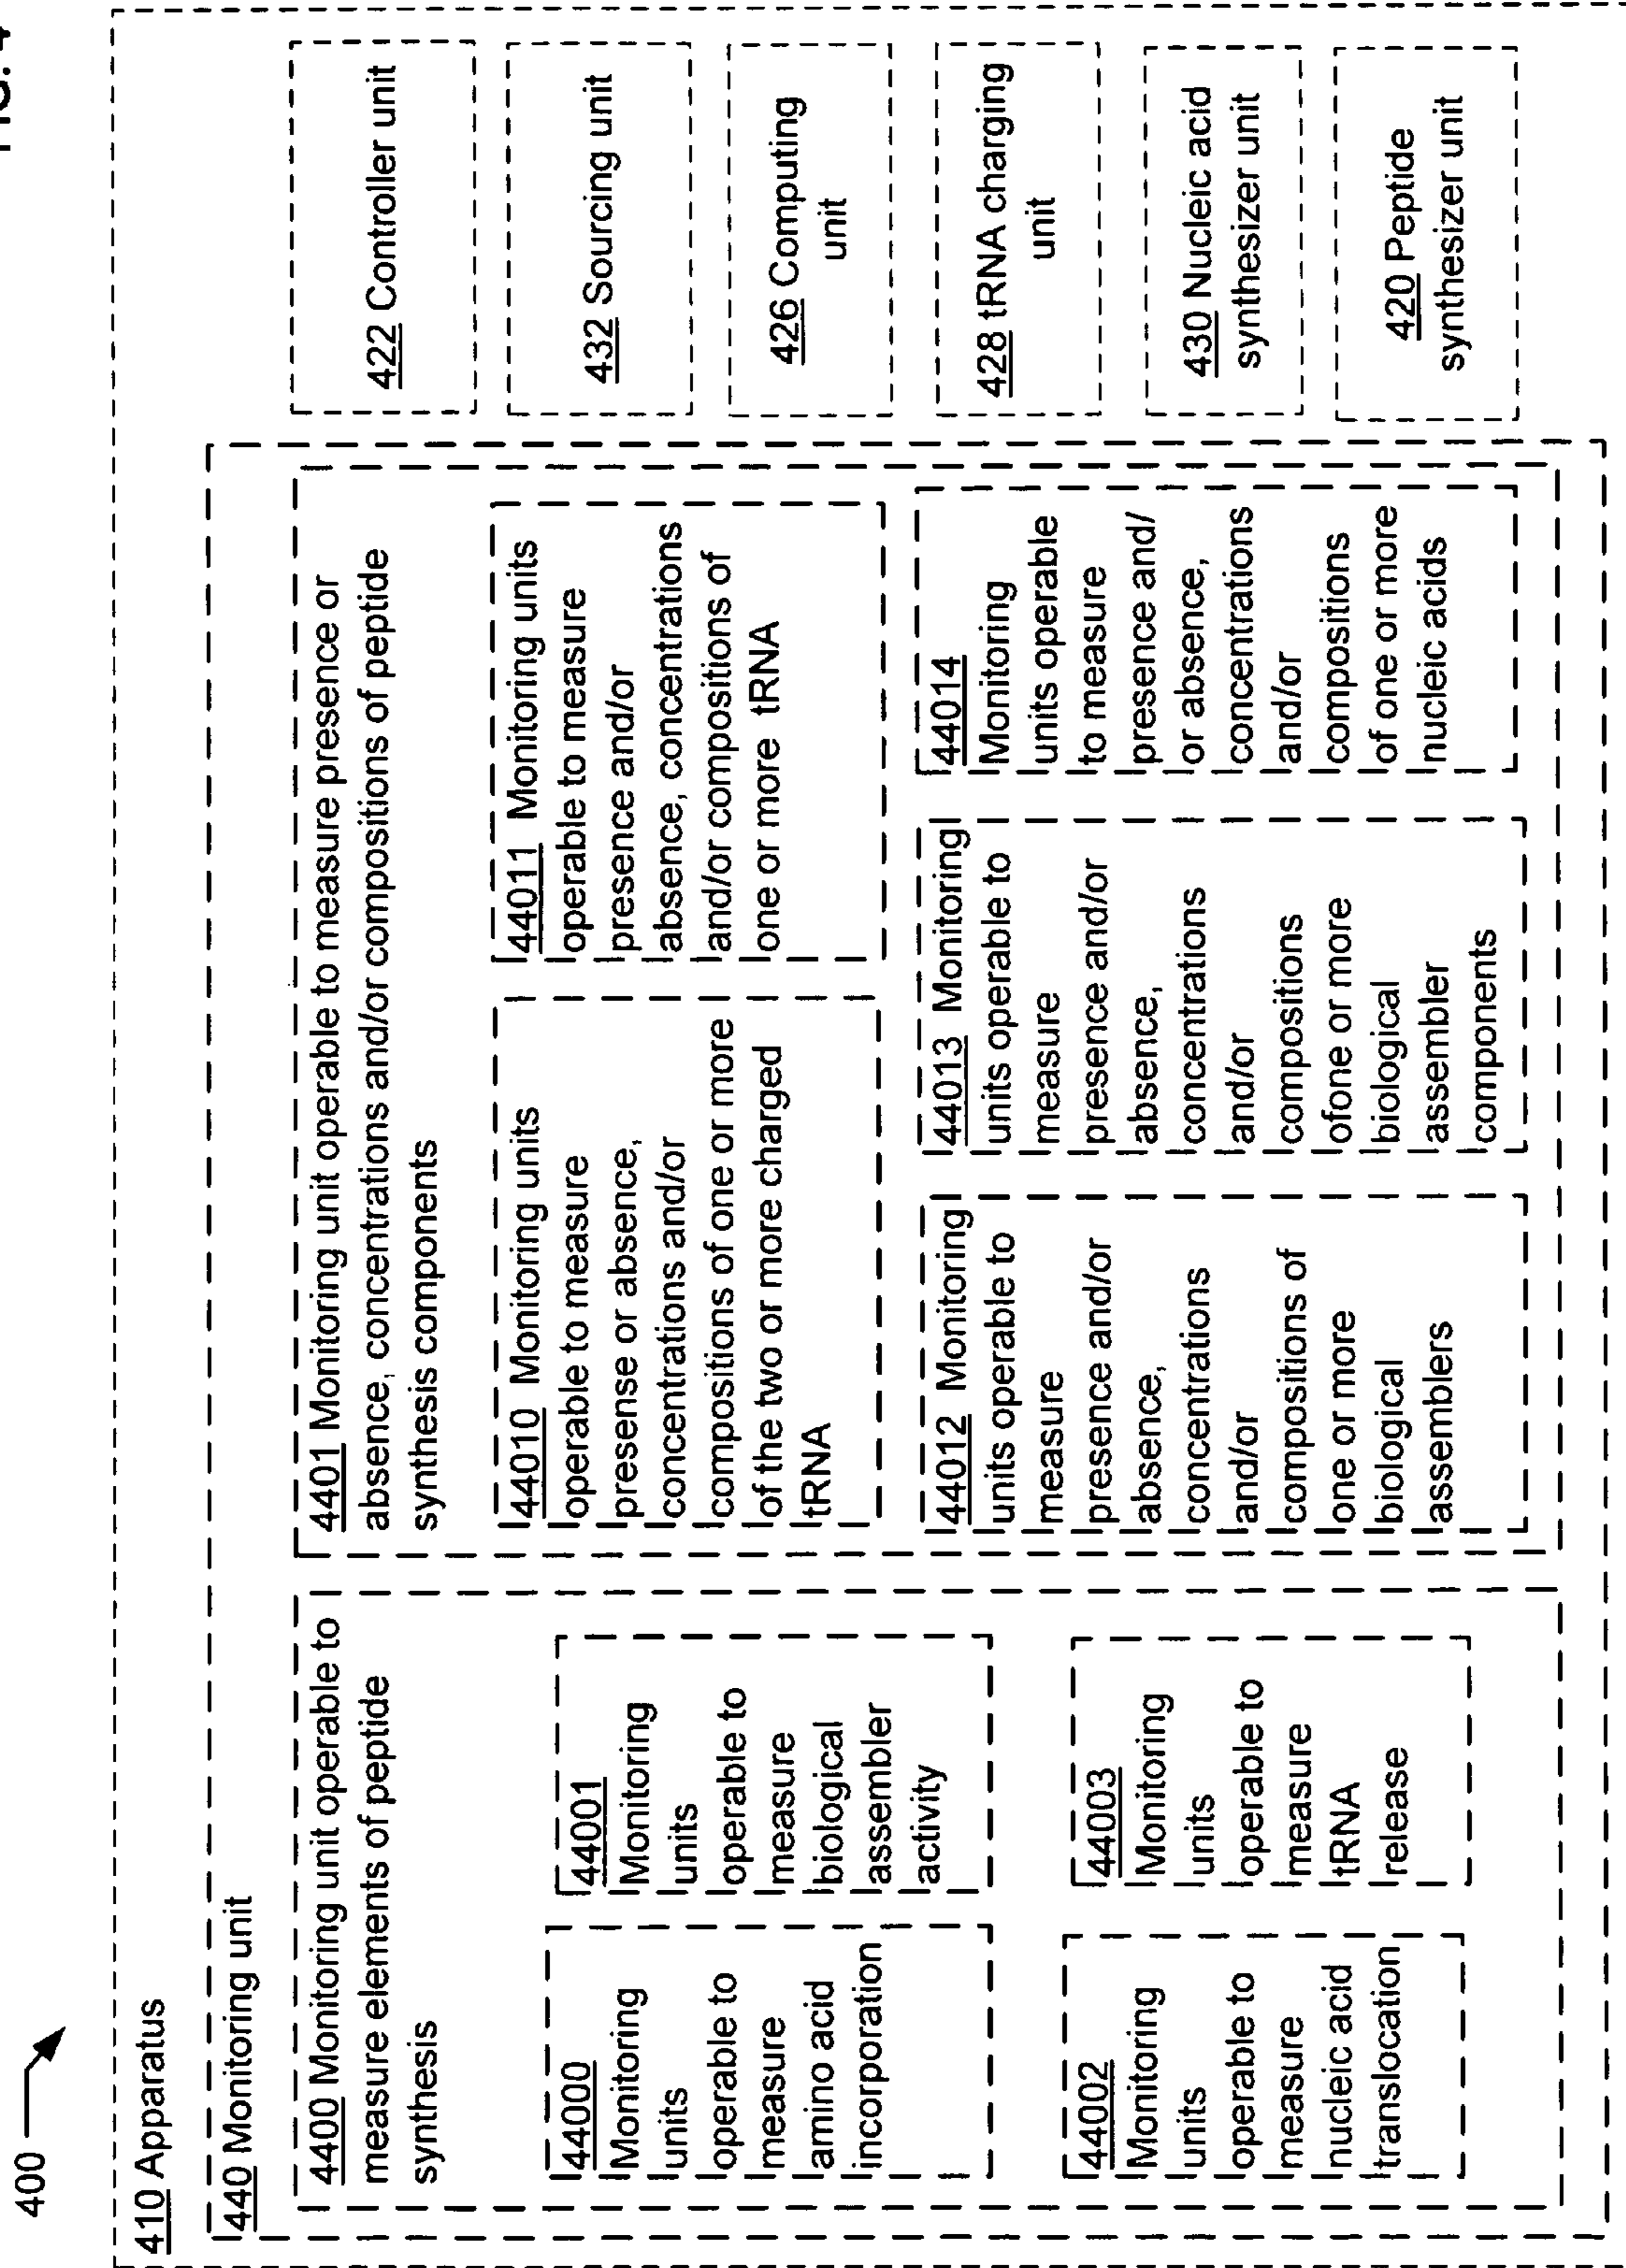 FIG. 4
400
410 Apparatus
440 Monitoring unit
4400 Monitoring unit operable to
measure elements of peptide
synthesis
44000
Monitoring
units
operable to
measure
amino acid
incorporation
44001
Monitoring
units
operable to
measure
biological
assembler
activity
44002
Monitoring
units
operable to
measure
nucleic acid
translocation
44003
Monitoring
units
operable to
measure
tRNA
release
4401 Monitoring unit operable to measure presence or
absence, concentrations and/or compositions of peptide
synthesis components
44010 Monitoring units
operable to measure
presense or absence,
concentrations and/or
compositions of one or more
of the two or more charged
tRNA
44011 Monitoring units
operable to measure
presence and/or
absence, concentrations
and/or compositions of
one or more tRNA
44012 Monitoring
units operable to
measure
presence and/or
absence,
concentrations
and/or
compositions of
one or more
biological
assemblers
44013 Monitoring
units operable to
measure
presence and/or
absence,
concentrations
and/or
compositions
ofone or more
biological
assembler
components
44014
Monitoring
units operable
to measure
presence and/
or absence,
concentrations
and/or
compositions
of one or more
nucleic acids
422 Controller unit
432 Sourcing unit
426 Computing
unit
428 tRNA charging
unit
430 Nucleic acid
synthesizer unit
420 Peptide
synthesizer unit